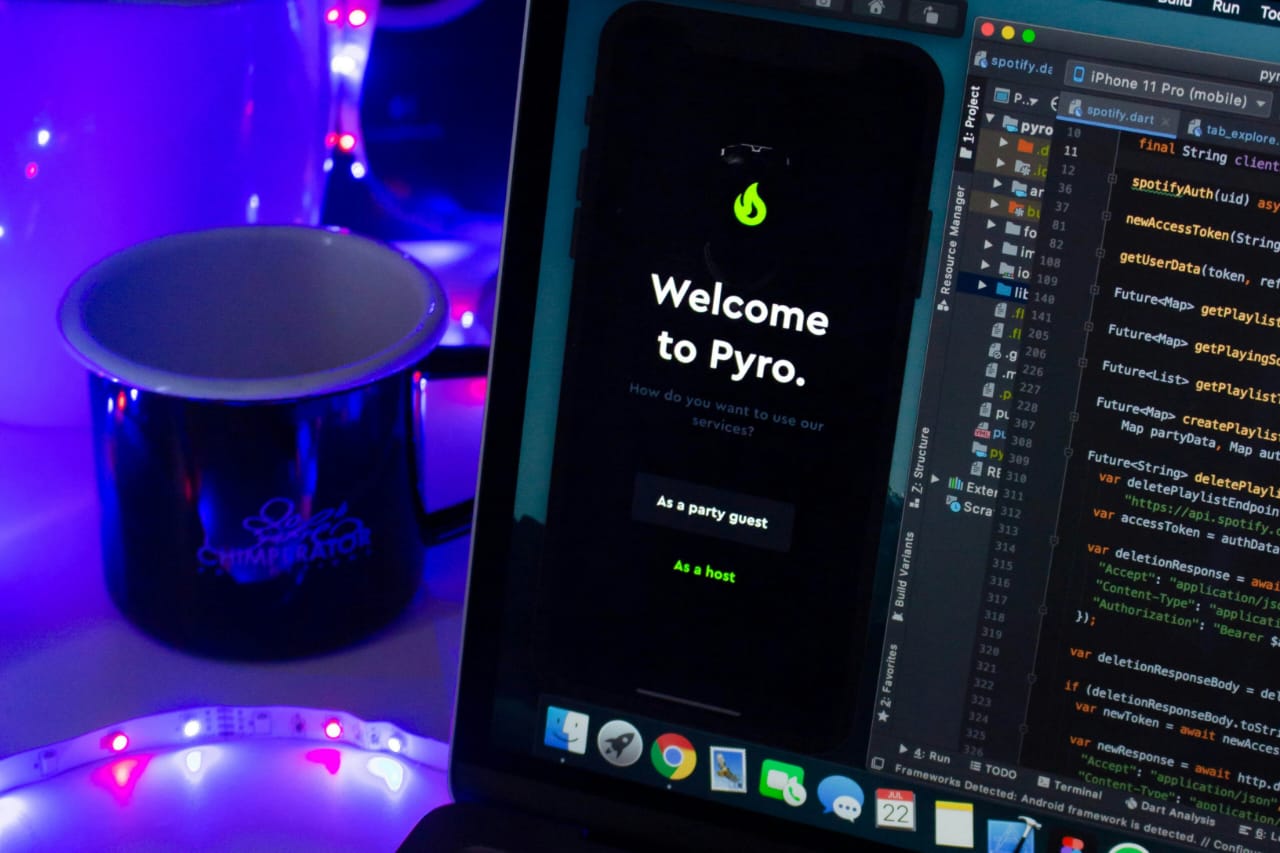 CHIMPERATOR
Welcome
to Pyro.
How do you want to use our
services?
As a party guest
As a host
JUL
22
Build Run
spotify.da
iPhone 11 Pro (mobile)
spotify.dart
tab_explore.
1: Project
Resource Manager
Z: Structure
Build Variants
2: Favorites
P..
pyro
.d
ar
bu
fo
im
io
lib
.fl
.fl
.g
.m
.p
pu
pu
py
RE
Exter
Scra
10
11
12
36
37
81
82
108
109
140
141
205
206
226
227
228
307
308
309
310
311
312
313
314
315
316
317
318
319
320
321
322
323
324
325
326
final String client
spotifyAuth(uid) asy
newAccessToken(String
getUserData(token, ref
Future<Map> getPlaylist
Future<Map> getPlayingSo
Future<List> getPlaylistT
Future<Map> createPlaylis
Map partyData, Map aut
Future<String> deletePlayli
var deletePlaylistEndpoin
"https://api.spotify.c
var accessToken = authData
var deletionResponse = awai
"Accept": "application/jso
"Content-Type": "applicati
"Authorization": "Bearer $a
});
var deletionResponseBody = del
if (deletionResponseBody.toStri
var newToken = await newAcces
var newResponse = await http.d
"Accept": "application/json"
"Content-Type": "application/
4: Run
TODO
Terminal
Dart Analysis
6: Lo
Frameworks Detected: Android framework is detected. // Configur